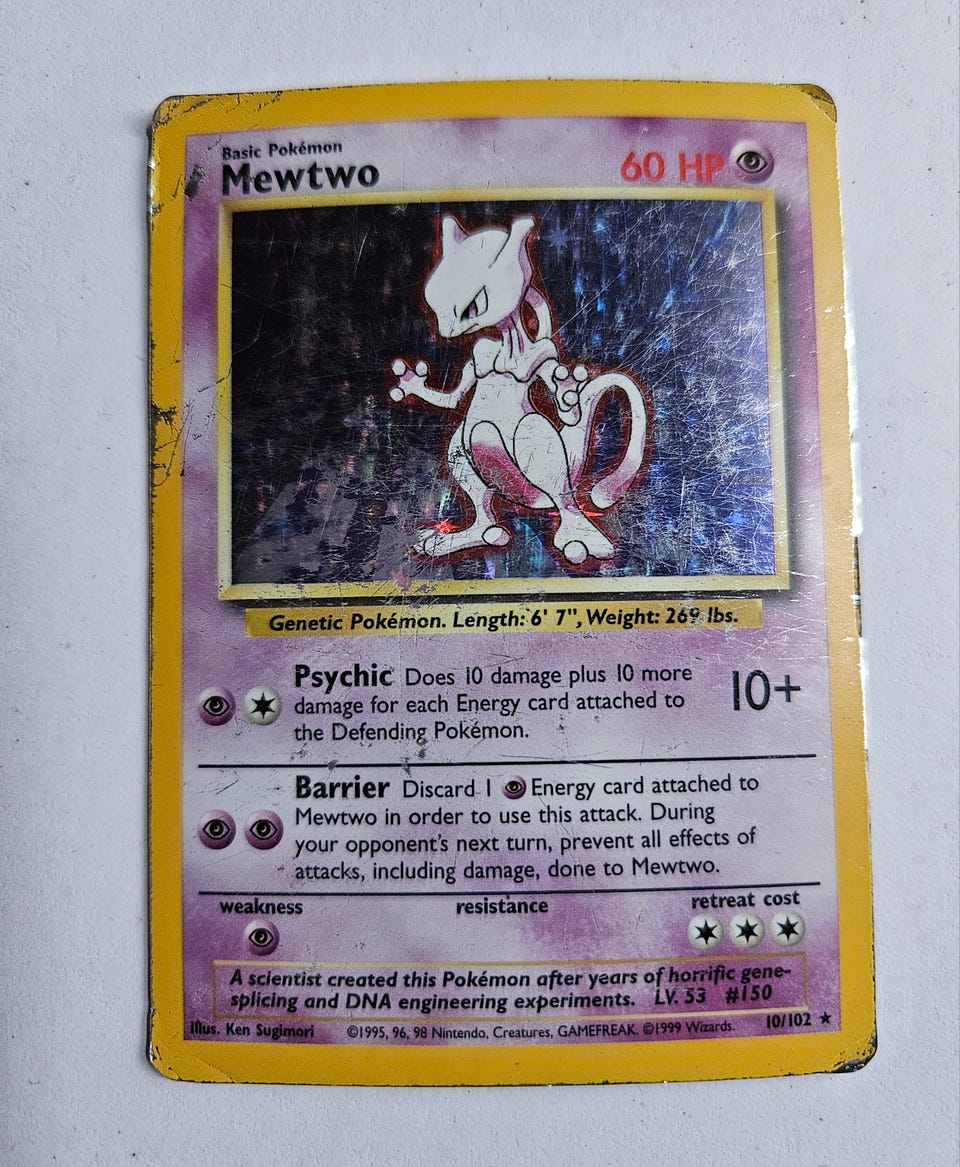 Basic Pokémon
Mewtwo
60 HP
Genetic Pokémon. Length: 6' 7", Weight: 269 lbs.
Psychic Does 10 damage plus 10 more
damage for each Energy card attached to
the Defending Pokémon.
10+
Barrier Discard 1 Energy card attached to
Mewtwo in order to use this attack. During
your opponent's next turn, prevent all effects of
attacks, including damage, done to Mewtwo.
weakness
resistance
retreat cost
A scientist created this Pokémon after years of horrific gene-
splicing and DNA engineering experiments. LV. 53 #150
Illus. Ken Sugimori ©1995, 96, 98 Nintendo, Creatures, GAMEFREAK. ©1999 Wizards. 10/102 ★